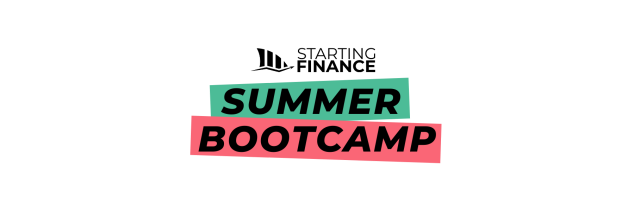 STARTING
FINANCE
SUMMER
BOOTCAMP